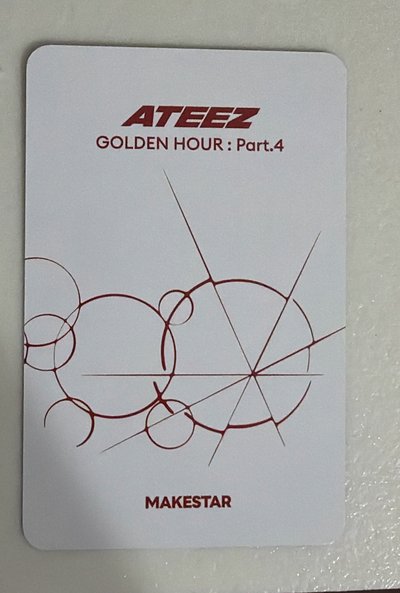 ATEEZ
GOLDEN HOUR : Part.4
MAKESTAR